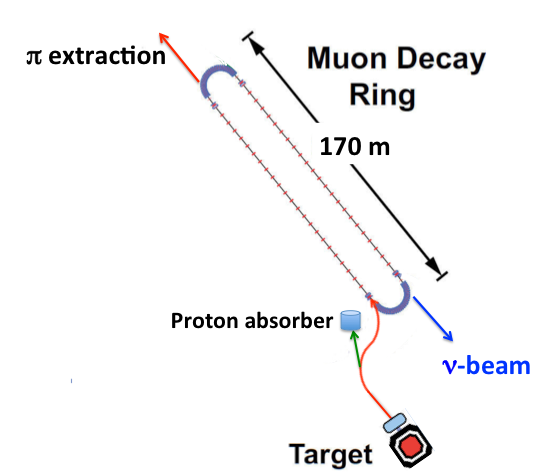 π extraction
Muon Decay
Ring
170 m
Proton absorber
ν-beam
Target